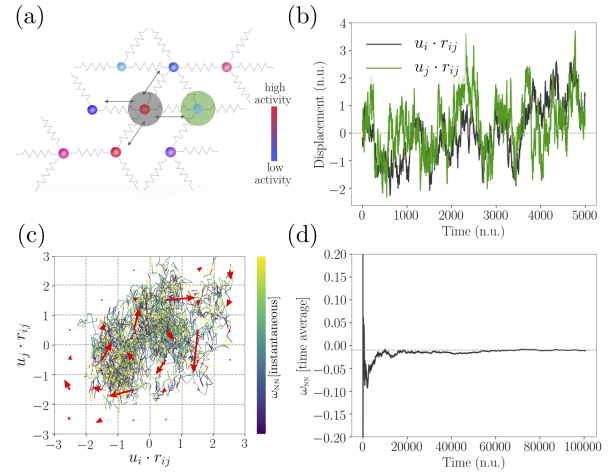 (a)
high
activity
low
activity
(b)
u_i · r_ij
u_j · r_ij
Displacement (n.u.)
4
3
2
1
0
−1
−2
0
1000
2000
3000
4000
5000
Time (n.u.)
(c)
u_j · r_ij
3
2
1
0
−1
−2
−3
−3
−2
−1
0
1
2
3
u_i · r_ij
ω_NN [instantaneous]
(d)
ω_NN [time average]
0.20
0.15
0.10
0.05
0.00
−0.05
−0.10
−0.15
−0.20
0
20000
40000
60000
80000
100000
Time (n.u.)